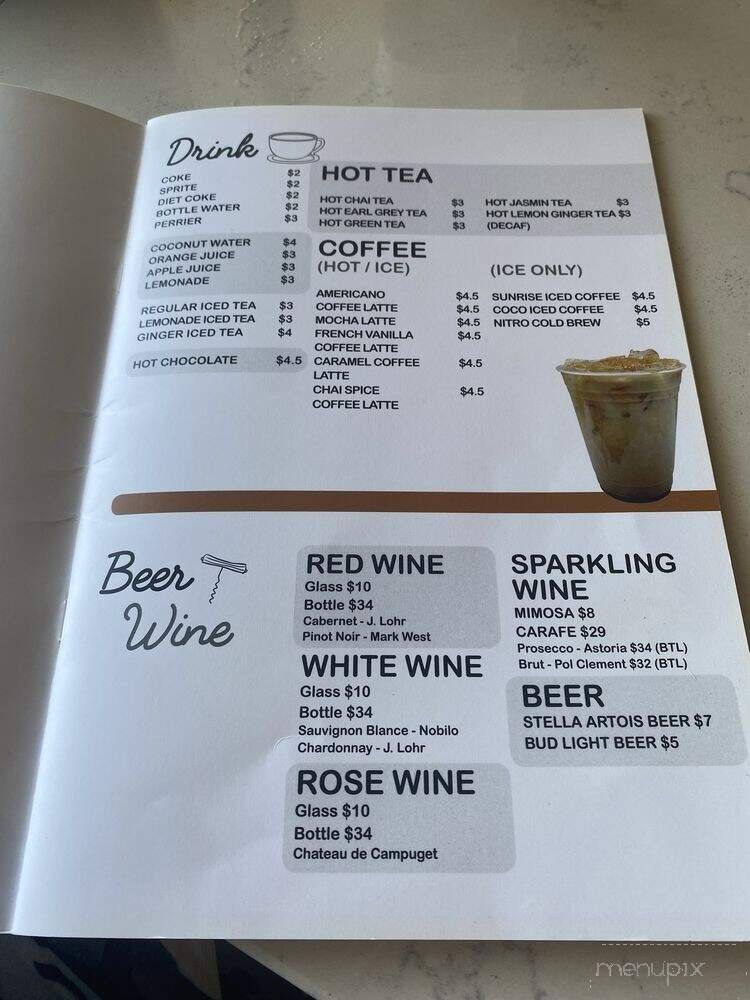 Drink
COKE $2
SPRITE $2
DIET COKE $2
BOTTLE WATER $2
PERRIER $3
COCONUT WATER $4
ORANGE JUICE $3
APPLE JUICE $3
LEMONADE $3
REGULAR ICED TEA $3
LEMONADE ICED TEA $3
GINGER ICED TEA $4
HOT CHOCOLATE $4.5
HOT TEA
HOT CHAI TEA $3
HOT EARL GREY TEA $3
HOT GREEN TEA $3
HOT JASMIN TEA $3
HOT LEMON GINGER TEA $3
(DECAF)
COFFEE
(HOT / ICE)
AMERICANO $4.5
COFFEE LATTE $4.5
MOCHA LATTE $4.5
FRENCH VANILLA $4.5
COFFEE LATTE
CARAMEL COFFEE $4.5
LATTE
CHAI SPICE $4.5
COFFEE LATTE
(ICE ONLY)
SUNRISE ICED COFFEE $4.5
COCO ICED COFFEE $4.5
NITRO COLD BREW $5
Beer
Wine
RED WINE
Glass $10
Bottle $34
Cabernet - J. Lohr
Pinot Noir - Mark West
WHITE WINE
Glass $10
Bottle $34
Sauvignon Blance - Nobilo
Chardonnay - J. Lohr
ROSE WINE
Glass $10
Bottle $34
Chateau de Campuget
SPARKLING
WINE
MIMOSA $8
CARAFE $29
Prosecco - Astoria $34 (BTL)
Brut - Pol Clement $32 (BTL)
BEER
STELLA ARTOIS BEER $7
BUD LIGHT BEER $5
menupix